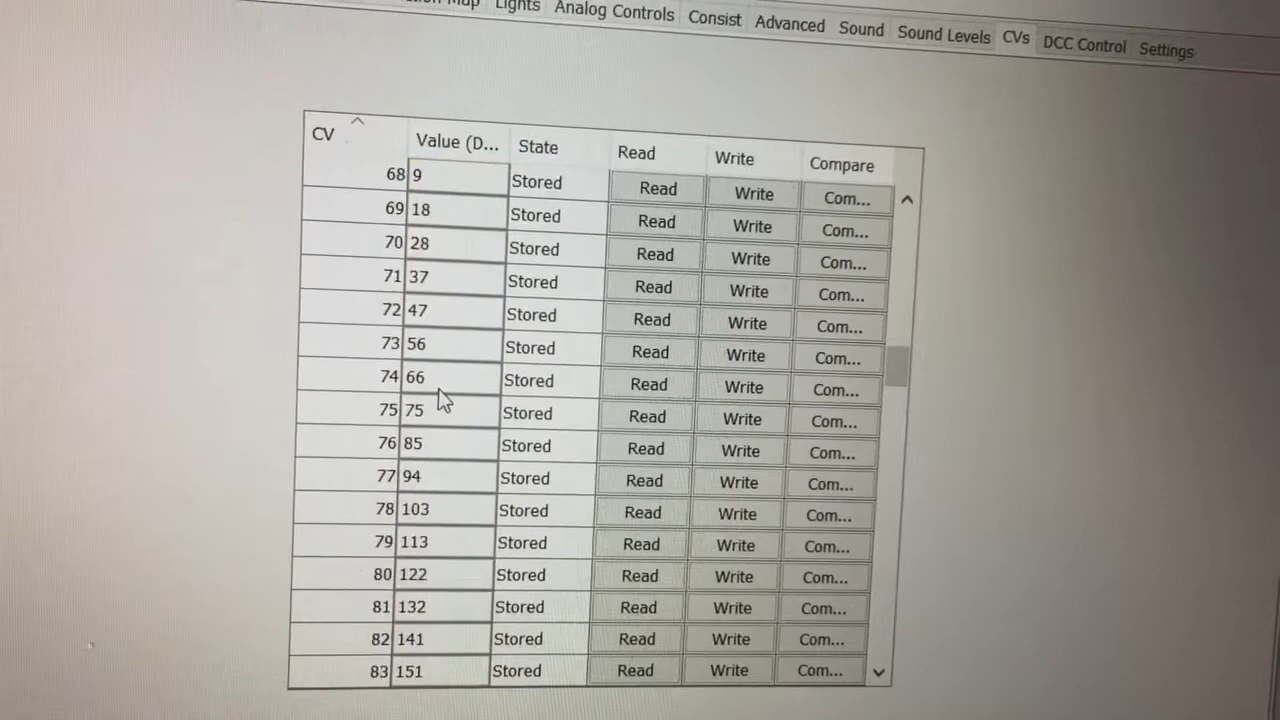 Map Lights Analog Controls Consist Advanced Sound Sound Levels CVs DCC Control Settings
CV Value (D... State Read Write Compare
68 9 Stored Read Write Com...
69 18 Stored Read Write Com...
70 28 Stored Read Write Com...
71 37 Stored Read Write Com...
72 47 Stored Read Write Com...
73 56 Stored Read Write Com...
74 66 Stored Read Write Com...
75 75 Stored Read Write Com...
76 85 Stored Read Write Com...
77 94 Stored Read Write Com...
78 103 Stored Read Write Com...
79 113 Stored Read Write Com...
80 122 Stored Read Write Com...
81 132 Stored Read Write Com...
82 141 Stored Read Write Com...
83 151 Stored Read Write Com...